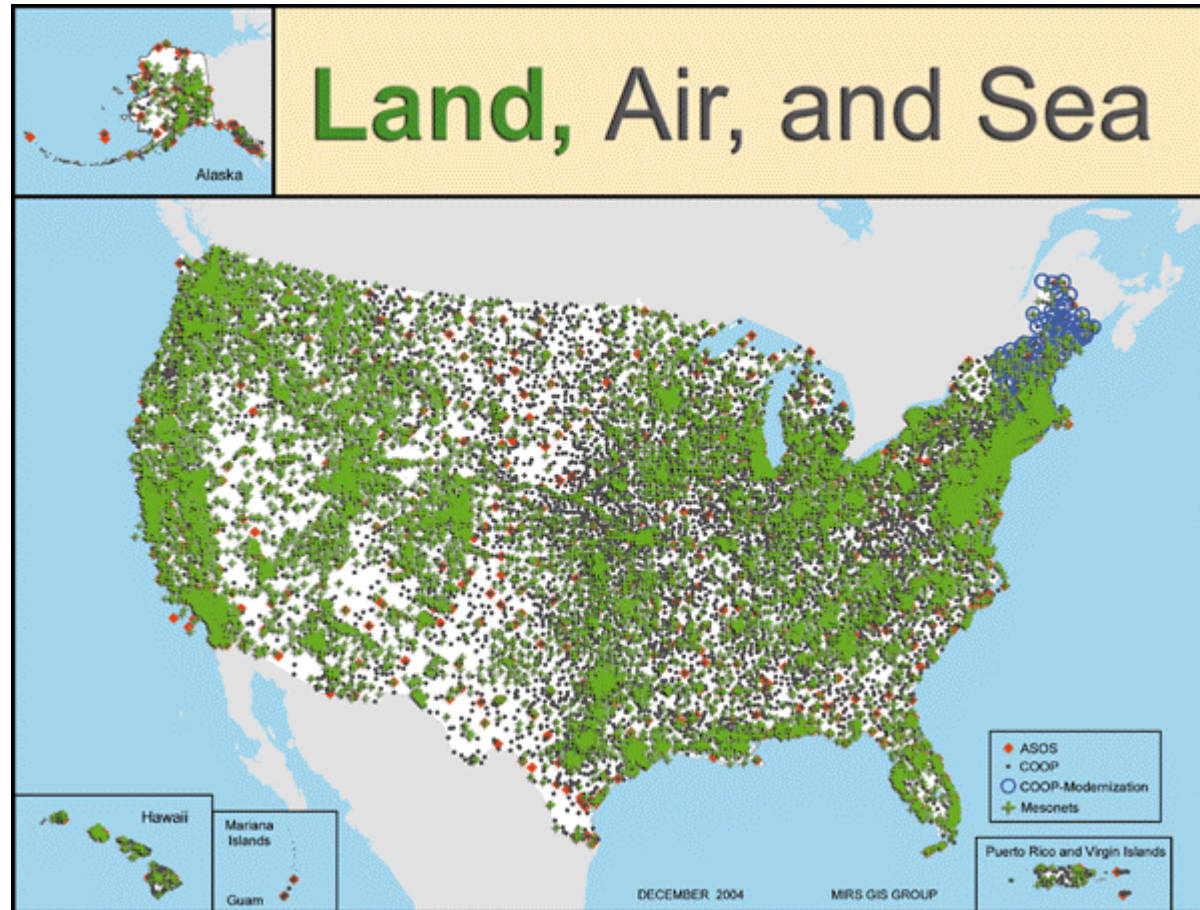 Land, Air, and Sea
Alaska
ASOS
COOP
COOP-Modernization
Mesonets
Hawaii
Mariana
Islands
Guam
Puerto Rico and Virgin Islands
DECEMBER 2004
MIRS GIS GROUP